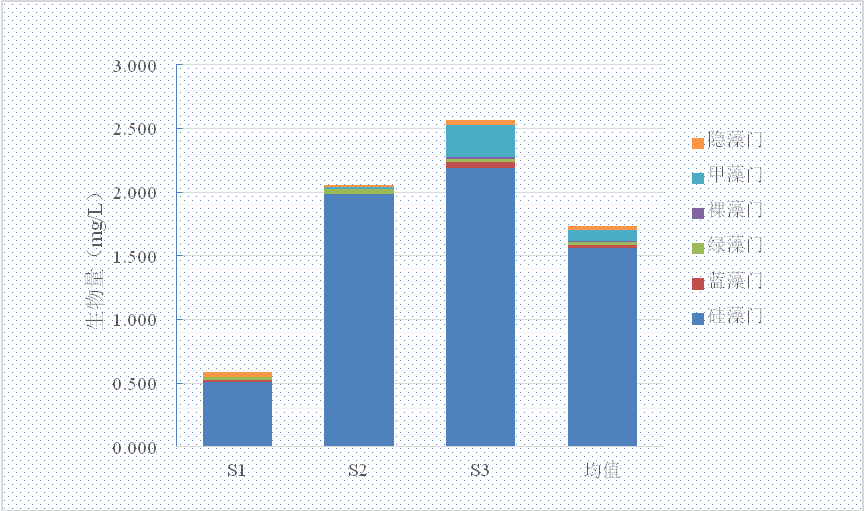 3.000
2.500
2.000
1.500
1.000
0.500
0.000
生物量（mg/L）
S1
S2
S3
均值
隐藻门
甲藻门
裸藻门
绿藻门
蓝藻门
硅藻门